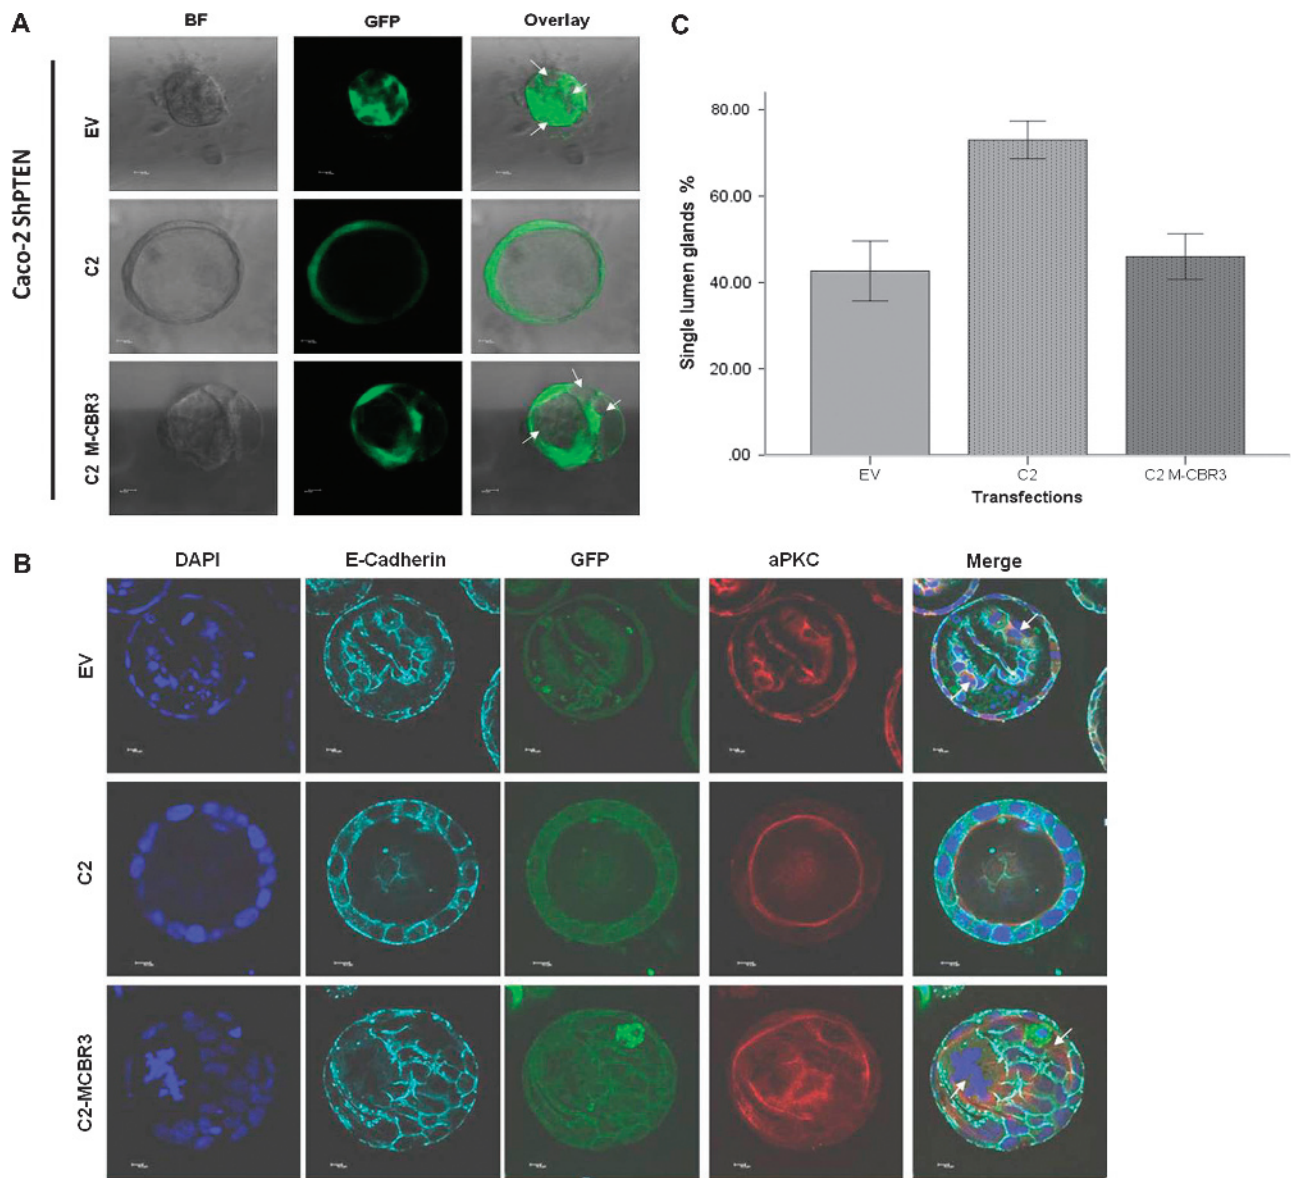 A
BF
GFP
Overlay
Caco-2 ShPTEN
EV
C2
C2 M-CBR3
C
Single lumen glands %
80.00
60.00
40.00
20.00
.00
EV
C2
C2 M-CBR3
Transfections
B
DAPI
E-Cadherin
GFP
aPKC
Merge
EV
C2
C2-MCBR3